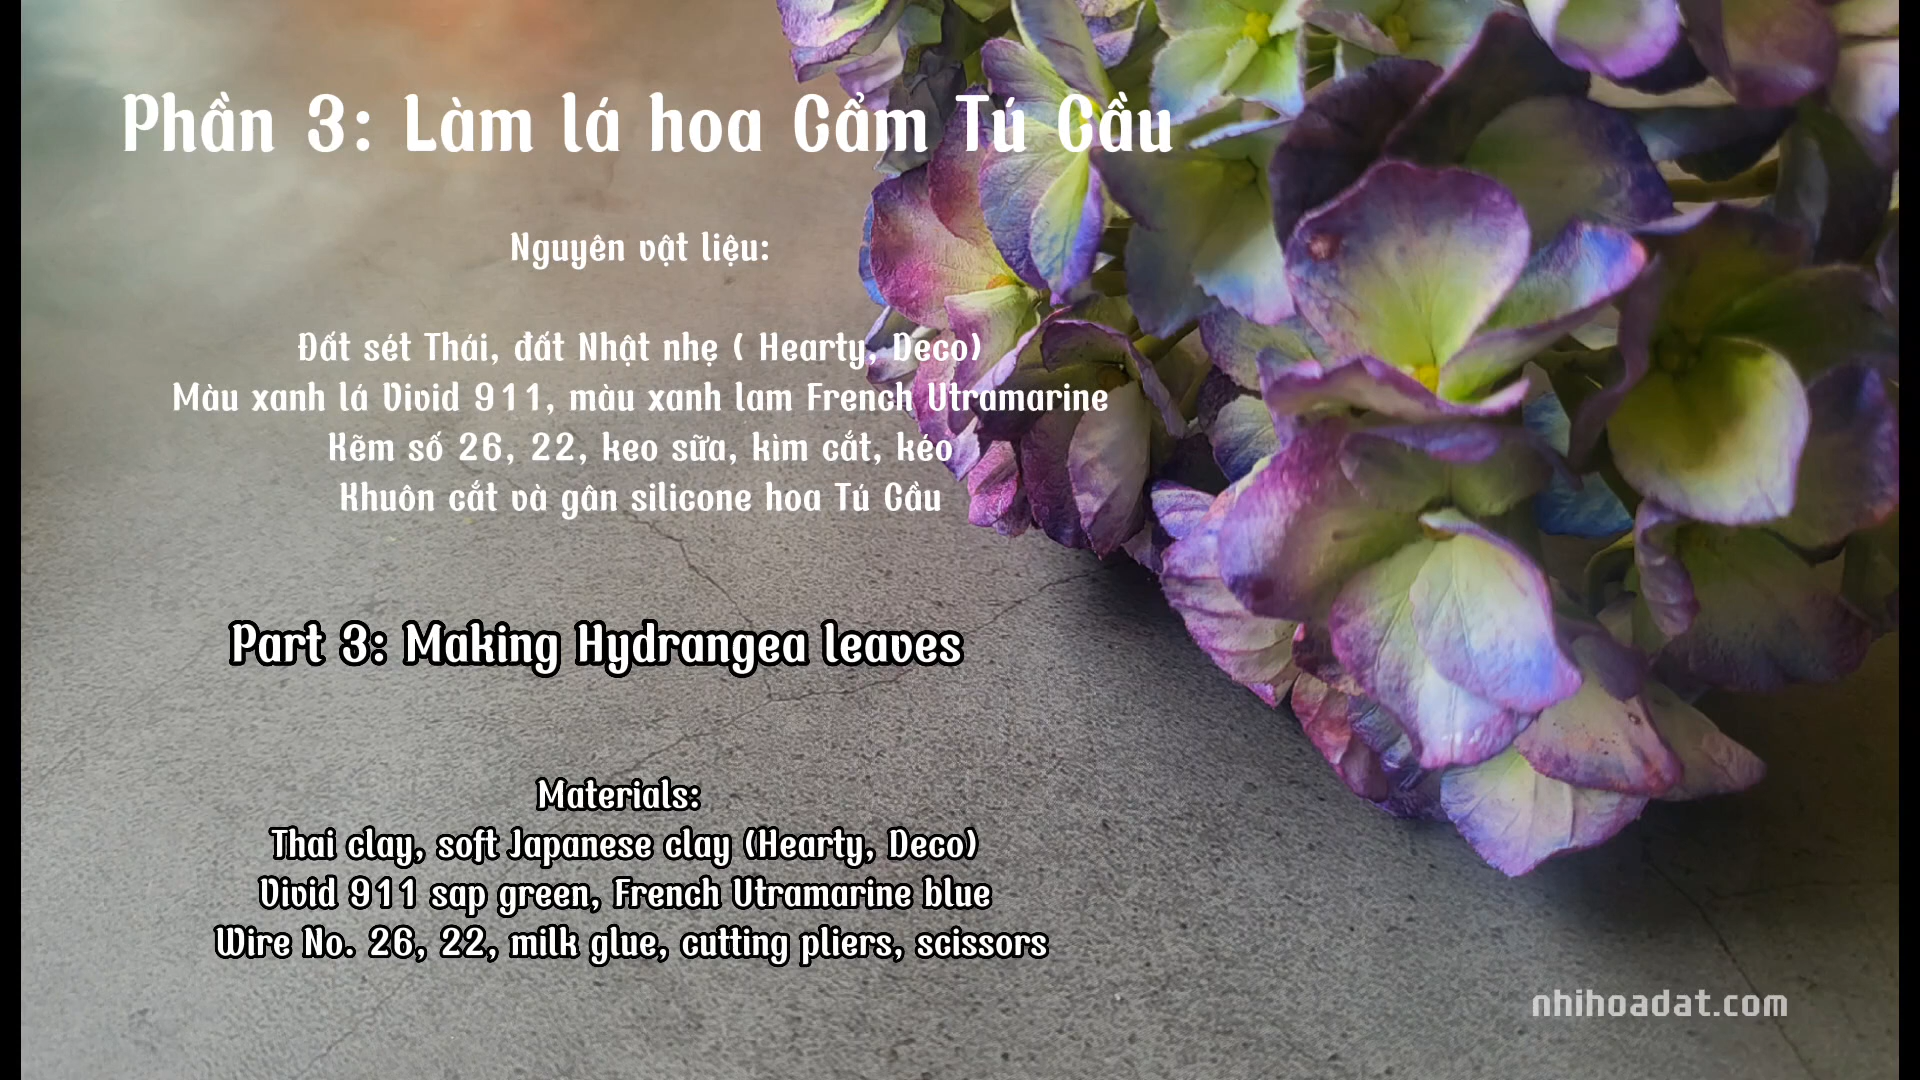 Phần 3: Làm lá hoa Cẩm Tú Cầu
Nguyên vật liệu:
Đất sét Thái, đất Nhật nhẹ ( Hearty, Deco)
Màu xanh lá Vivid 911, màu xanh lam French Utramarine
Kẽm số 26, 22, keo sữa, kìm cắt, kéo
Khuôn cắt và gân silicone hoa Tú Cầu
Part 3: Making Hydrangea leaves
Materials:
Thai clay, soft Japanese clay (Hearty, Deco)
Vivid 911 sap green, French Utramarine blue
Wire No. 26, 22, milk glue, cutting pliers, scissors
nhihoadat.com